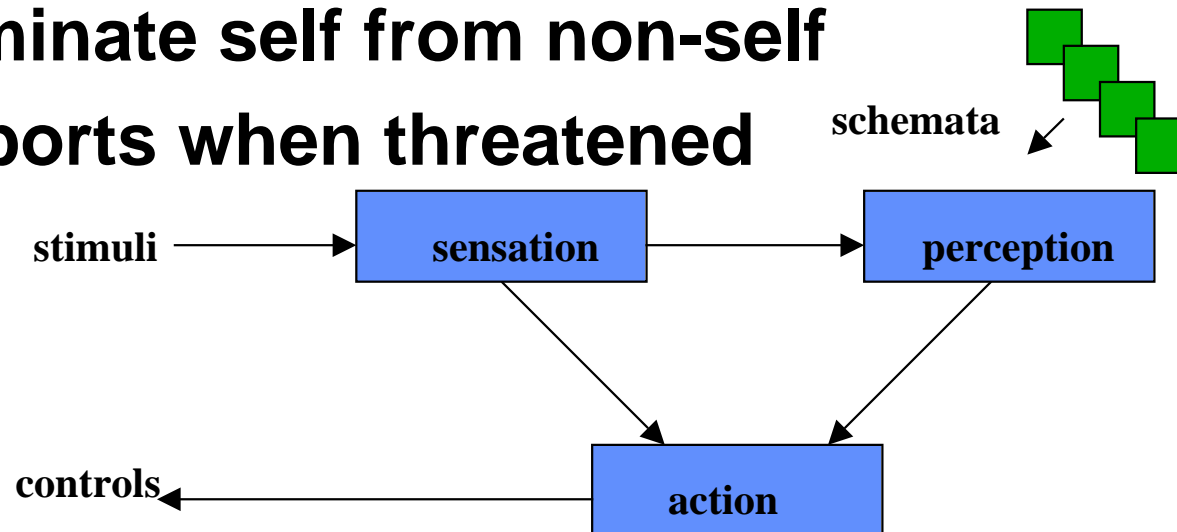 minate self from non-self
ports when threatened
schemata
stimuli
sensation
perception
controls
action